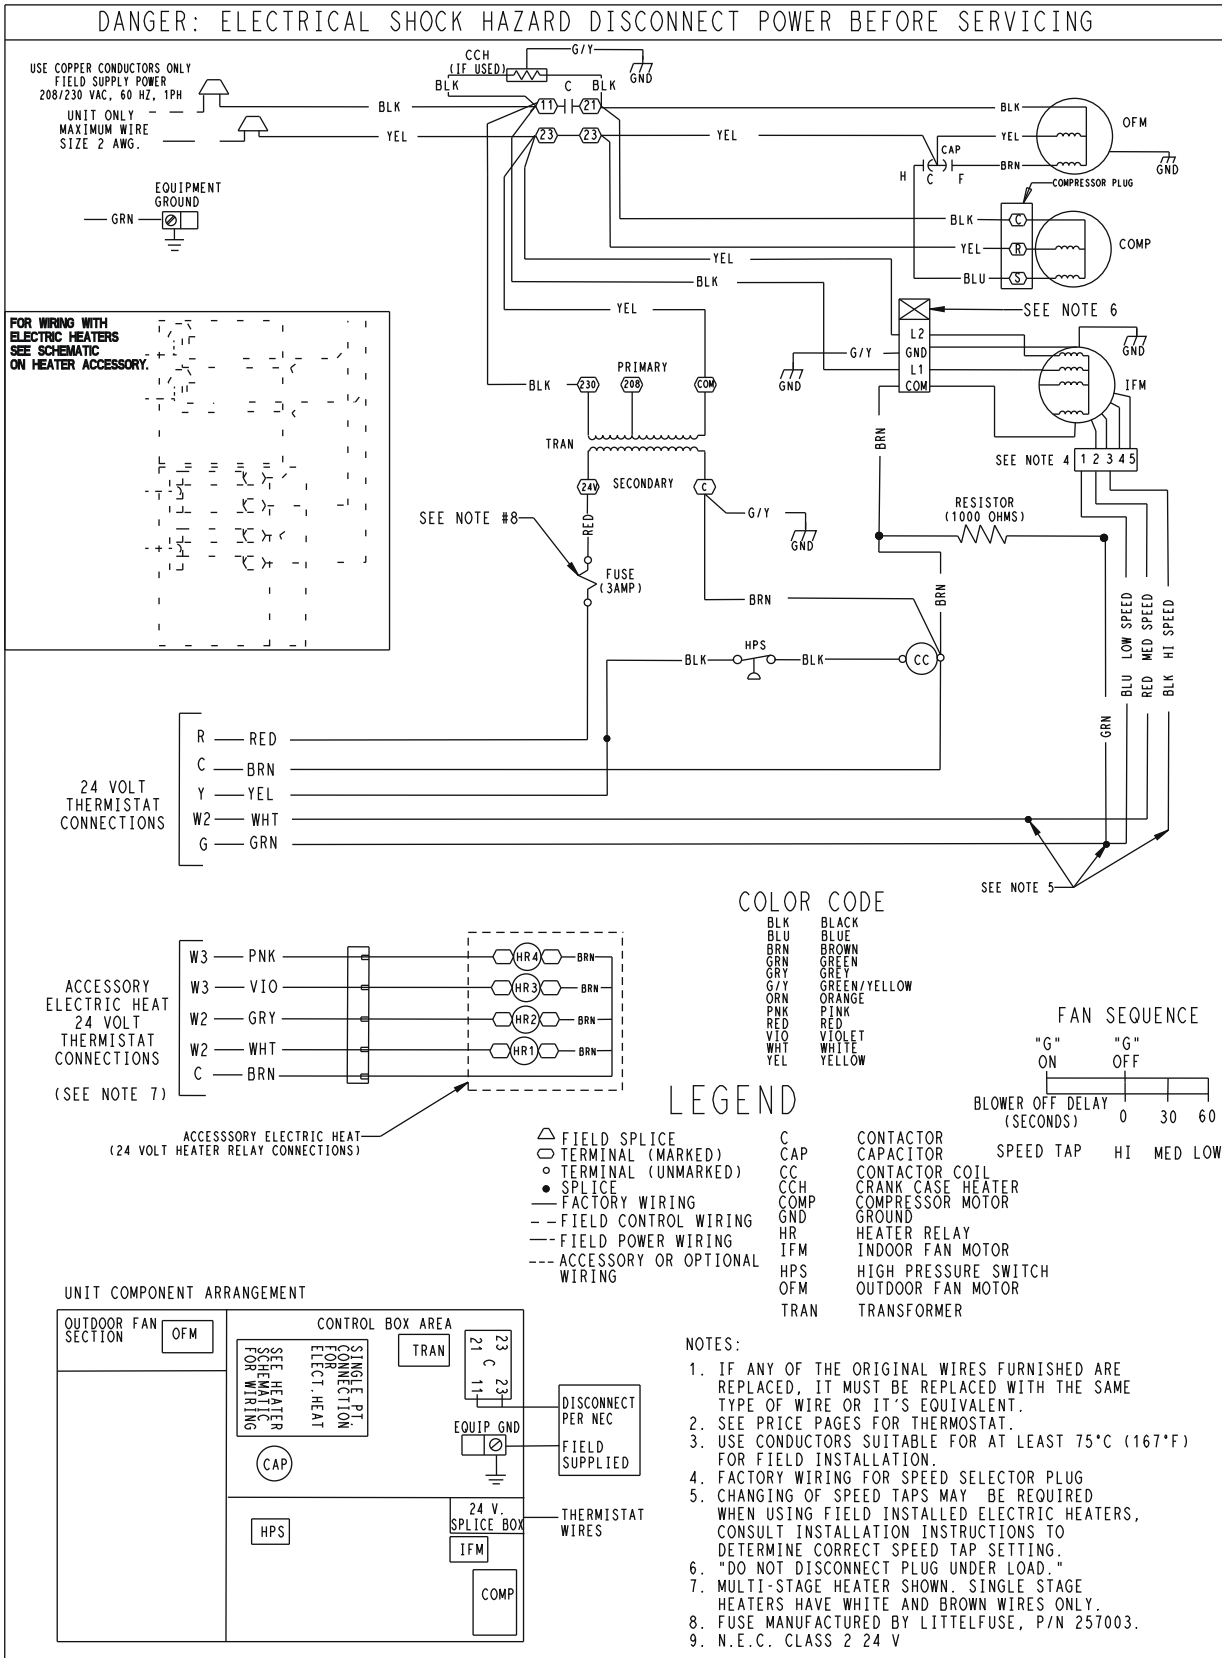 DANGER: ELECTRICAL SHOCK HAZARD DISCONNECT POWER BEFORE SERVICING
USE COPPER CONDUCTORS ONLY
FIELD SUPPLY POWER
208/230 VAC, 60 HZ, 1PH
UNIT ONLY
MAXIMUM WIRE
SIZE 2 AWG.
BLK
YEL
EQUIPMENT
GROUND
GRN
CCH
(IF USED)
G/Y
GND
BLK
C
BLK
11
21
23
23
YEL
BLK
YEL
BRN
OFM
GND
CAP
H
C
F
COMPRESSOR PLUG
BLK
C
YEL
R
BLU
S
COMP
YEL
BLK
YEL
SEE NOTE 6
FOR WIRING WITH
ELECTRIC HEATERS
SEE SCHEMATIC
ON HEATER ACCESSORY.
BLK
230
PRIMARY
208
COM
GND
G/Y
L2
GND
L1
COM
GND
IFM
TRAN
SECONDARY
24V
C
BRN
SEE NOTE 4
1 2 3 4 5
SEE NOTE #8
RED
G/Y
GND
RESISTOR
(1000 OHMS)
FUSE
(3AMP)
BRN
BRN
BLU LOW SPEED
RED MED SPEED
BLK HI SPEED
BLK
HPS
BLK
CC
GRN
24 VOLT
THERMISTAT
CONNECTIONS
R
RED
C
BRN
Y
YEL
W2
WHT
G
GRN
SEE NOTE 5
COLOR CODE
BLK BLACK
BLU BLUE
BRN BROWN
GRN GREEN
GRY GREY
G/Y GREEN/YELLOW
ORN ORANGE
PNK PINK
RED RED
VIO VIOLET
WHT WHITE
YEL YELLOW
ACCESSORY
ELECTRIC HEAT
24 VOLT
THERMISTAT
CONNECTIONS
(SEE NOTE 7)
W3 PNK HR4 BRN
W3 VIO HR3 BRN
W2 GRY HR2 BRN
W2 WHT HR1 BRN
C BRN
ACCESSSORY ELECTRIC HEAT
(24 VOLT HEATER RELAY CONNECTIONS)
FAN SEQUENCE
"G" "G"
ON OFF
BLOWER OFF DELAY
(SECONDS) 0 30 60
SPEED TAP HI MED LOW
LEGEND
FIELD SPLICE
TERMINAL (MARKED)
TERMINAL (UNMARKED)
SPLICE
FACTORY WIRING
FIELD CONTROL WIRING
FIELD POWER WIRING
ACCESSORY OR OPTIONAL
WIRING
C CONTACTOR
CAP CAPACITOR
CC CONTACTOR COIL
CCH CRANK CASE HEATER
COMP COMPRESSOR MOTOR
GND GROUND
HR HEATER RELAY
IFM INDOOR FAN MOTOR
HPS HIGH PRESSURE SWITCH
OFM OUTDOOR FAN MOTOR
TRAN TRANSFORMER
UNIT COMPONENT ARRANGEMENT
OUTDOOR FAN
SECTION
OFM
CONTROL BOX AREA
SINGLE PT.
CONNECTION
FOR
ELECT.HEAT
SEE HEATER
SCHEMATIC
FOR WIRING
TRAN
23 23
21 C 11
DISCONNECT
PER NEC
FIELD
SUPPLIED
EQUIP GND
CAP
HPS
24 V.
SPLICE BOX
THERMISTAT
WIRES
IFM
COMP
NOTES:
1. IF ANY OF THE ORIGINAL WIRES FURNISHED ARE
REPLACED, IT MUST BE REPLACED WITH THE SAME
TYPE OF WIRE OR IT'S EQUIVALENT.
2. SEE PRICE PAGES FOR THERMOSTAT.
3. USE CONDUCTORS SUITABLE FOR AT LEAST 75°C (167°F)
FOR FIELD INSTALLATION.
4. FACTORY WIRING FOR SPEED SELECTOR PLUG
5. CHANGING OF SPEED TAPS MAY BE REQUIRED
WHEN USING FIELD INSTALLED ELECTRIC HEATERS,
CONSULT INSTALLATION INSTRUCTIONS TO
DETERMINE CORRECT SPEED TAP SETTING.
6. "DO NOT DISCONNECT PLUG UNDER LOAD."
7. MULTI-STAGE HEATER SHOWN. SINGLE STAGE
HEATERS HAVE WHITE AND BROWN WIRES ONLY.
8. FUSE MANUFACTURED BY LITTELFUSE, P/N 257003.
9. N.E.C. CLASS 2 24 V